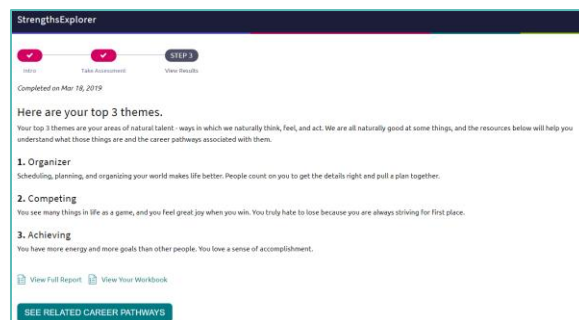 StrengthsExplorer
STEP 3
Intro Take Assessment View Results
Completed on Mar 18, 2019
Here are your top 3 themes.
Your top 3 themes are your areas of natural talent - ways in which we naturally think, feel, and act. We are all naturally good at some things, and the resources below will help you
understand what those things are and the career pathways associated with them.
1. Organizer
Scheduling, planning, and organizing your world makes life better. People count on you to get the details right and pull a plan together.
2. Competing
You see many things in life as a game, and you feel great joy when you win. You truly hate to lose because you are always striving for first place.
3. Achieving
You have more energy and more goals than other people. You love a sense of accomplishment.
View Full Report View Your Workbook
SEE RELATED CAREER PATHWAYS